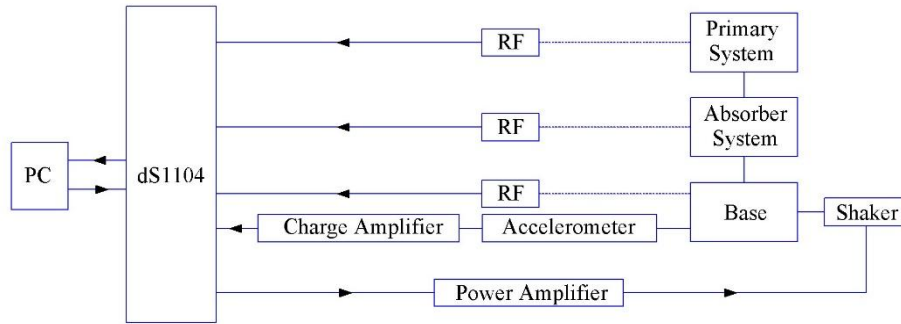 RF
Primary
System
RF
Absorber
System
PC
dS1104
RF
Base
Shaker
Charge Amplifier
Accelerometer
Power Amplifier